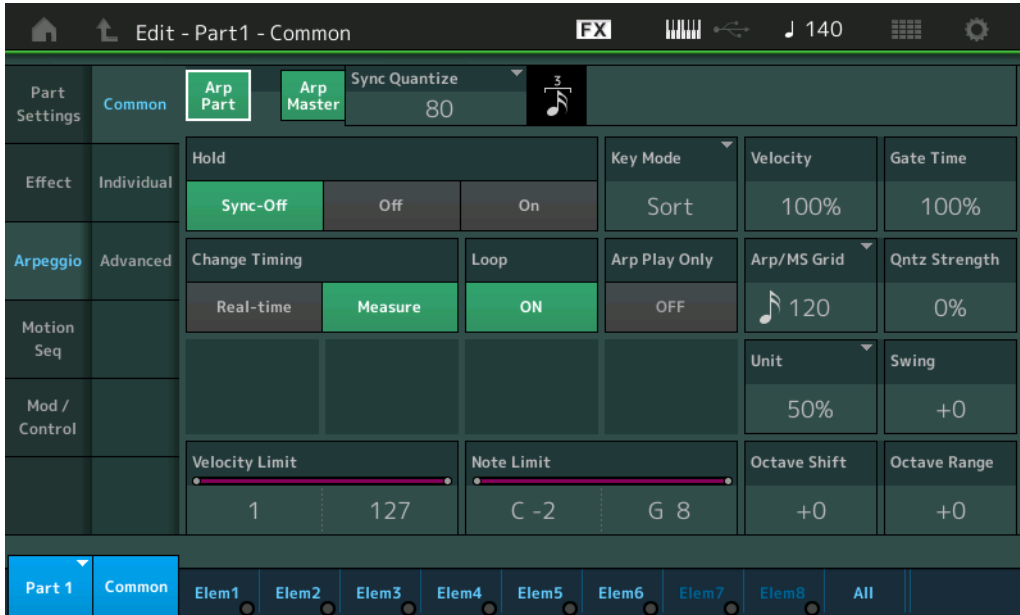 Edit - Part1 - Common
FX
140
Part
Settings
Common
Arp
Part
Arp
Master
Sync Quantize
80
3
Effect
Individual
Hold
Sync-Off
Off
On
Key Mode
Sort
Velocity
100%
Gate Time
100%
Arpeggio
Advanced
Change Timing
Real-time
Measure
Loop
ON
Arp Play Only
OFF
Arp/MS Grid
120
Qntz Strength
0%
Motion
Seq
Unit
50%
Swing
+0
Mod /
Control
Velocity Limit
1
127
Note Limit
C -2
G 8
Octave Shift
+0
Octave Range
+0
Part 1
Common
Elem1
Elem2
Elem3
Elem4
Elem5
Elem6
Elem7
Elem8
All